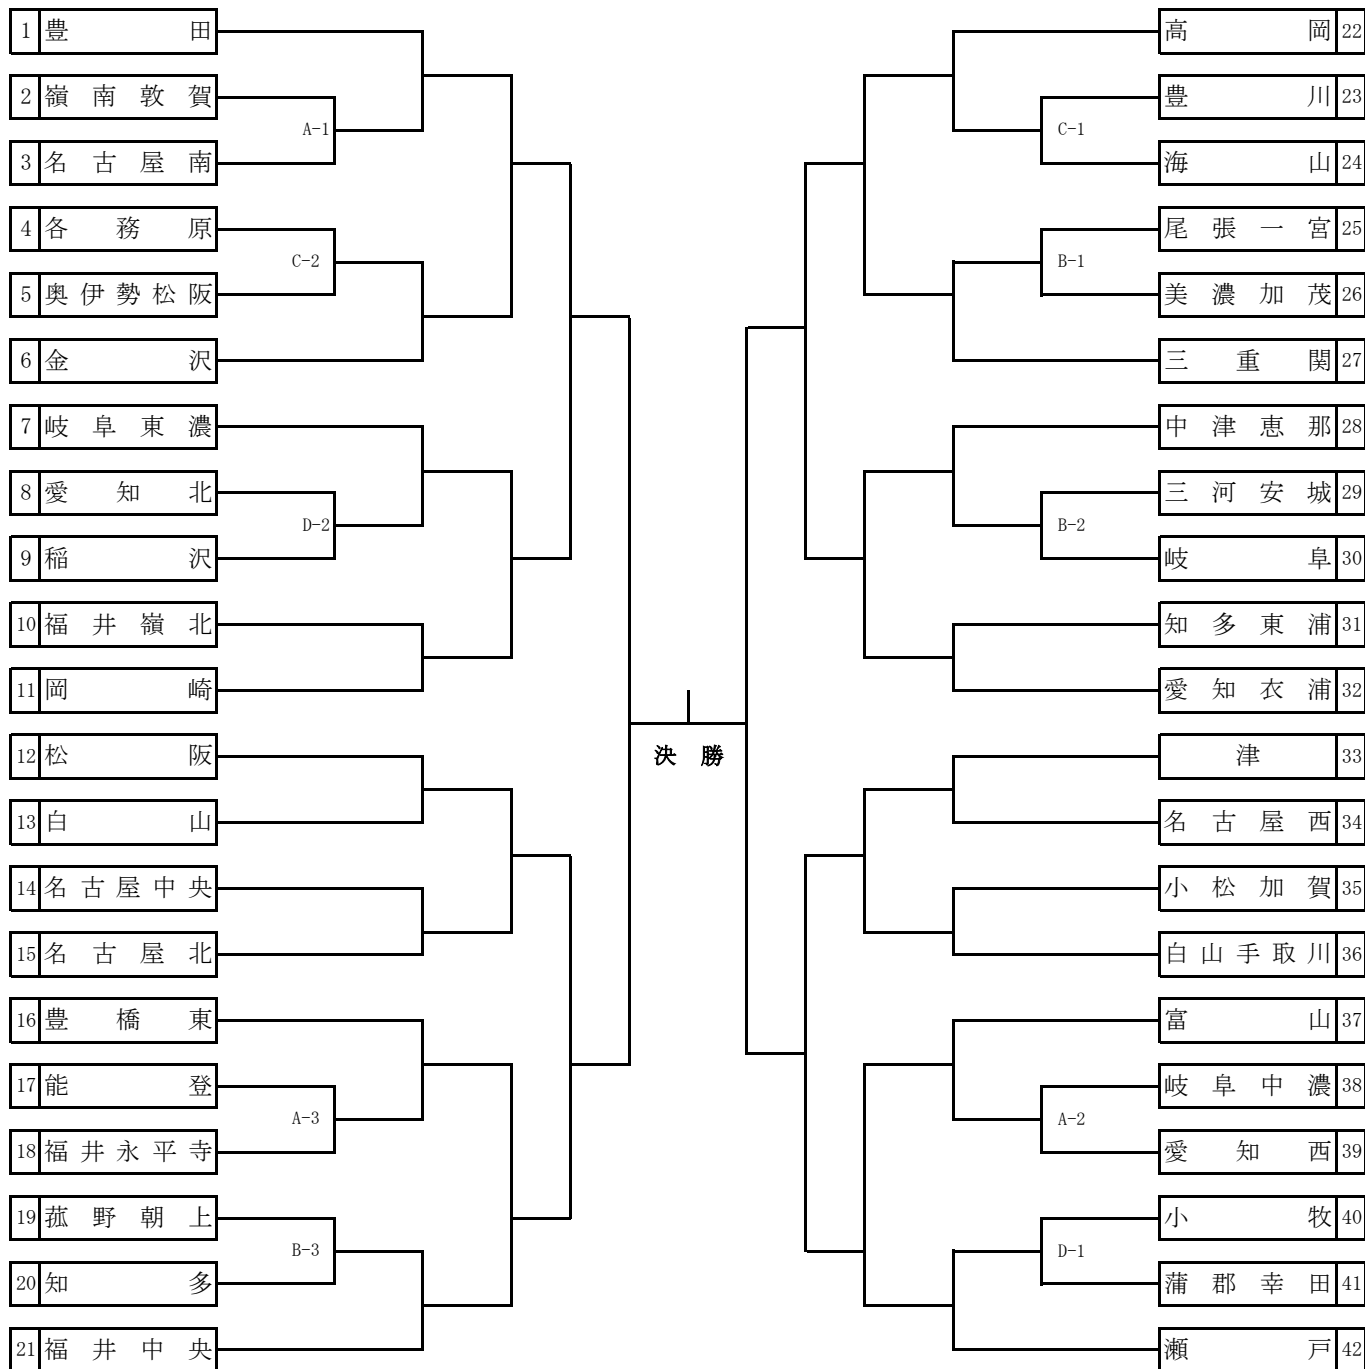 1 豊田
2 嶺南敦賀
A-1
3 名古屋南
4 各務原
C-2
5 奥伊勢松阪
6 金沢
7 岐阜東濃
8 愛知北
D-2
9 稲沢
10 福井嶺北
11 岡崎
12 松阪
13 白山
14 名古屋中央
15 名古屋北
16 豊橋東
17 能登
A-3
18 福井永平寺
19 菰野朝上
B-3
20 知多
21 福井中央
決勝
高岡 22
豊川 23
C-1
海山 24
尾張一宮 25
B-1
美濃加茂 26
三重関 27
中津恵那 28
三河安城 29
B-2
岐阜 30
知多東浦 31
愛知衣浦 32
津 33
名古屋西 34
小松加賀 35
白山手取川 36
富山 37
岐阜中濃 38
A-2
愛知西 39
小牧 40
D-1
蒲郡幸田 41
瀬戸 42